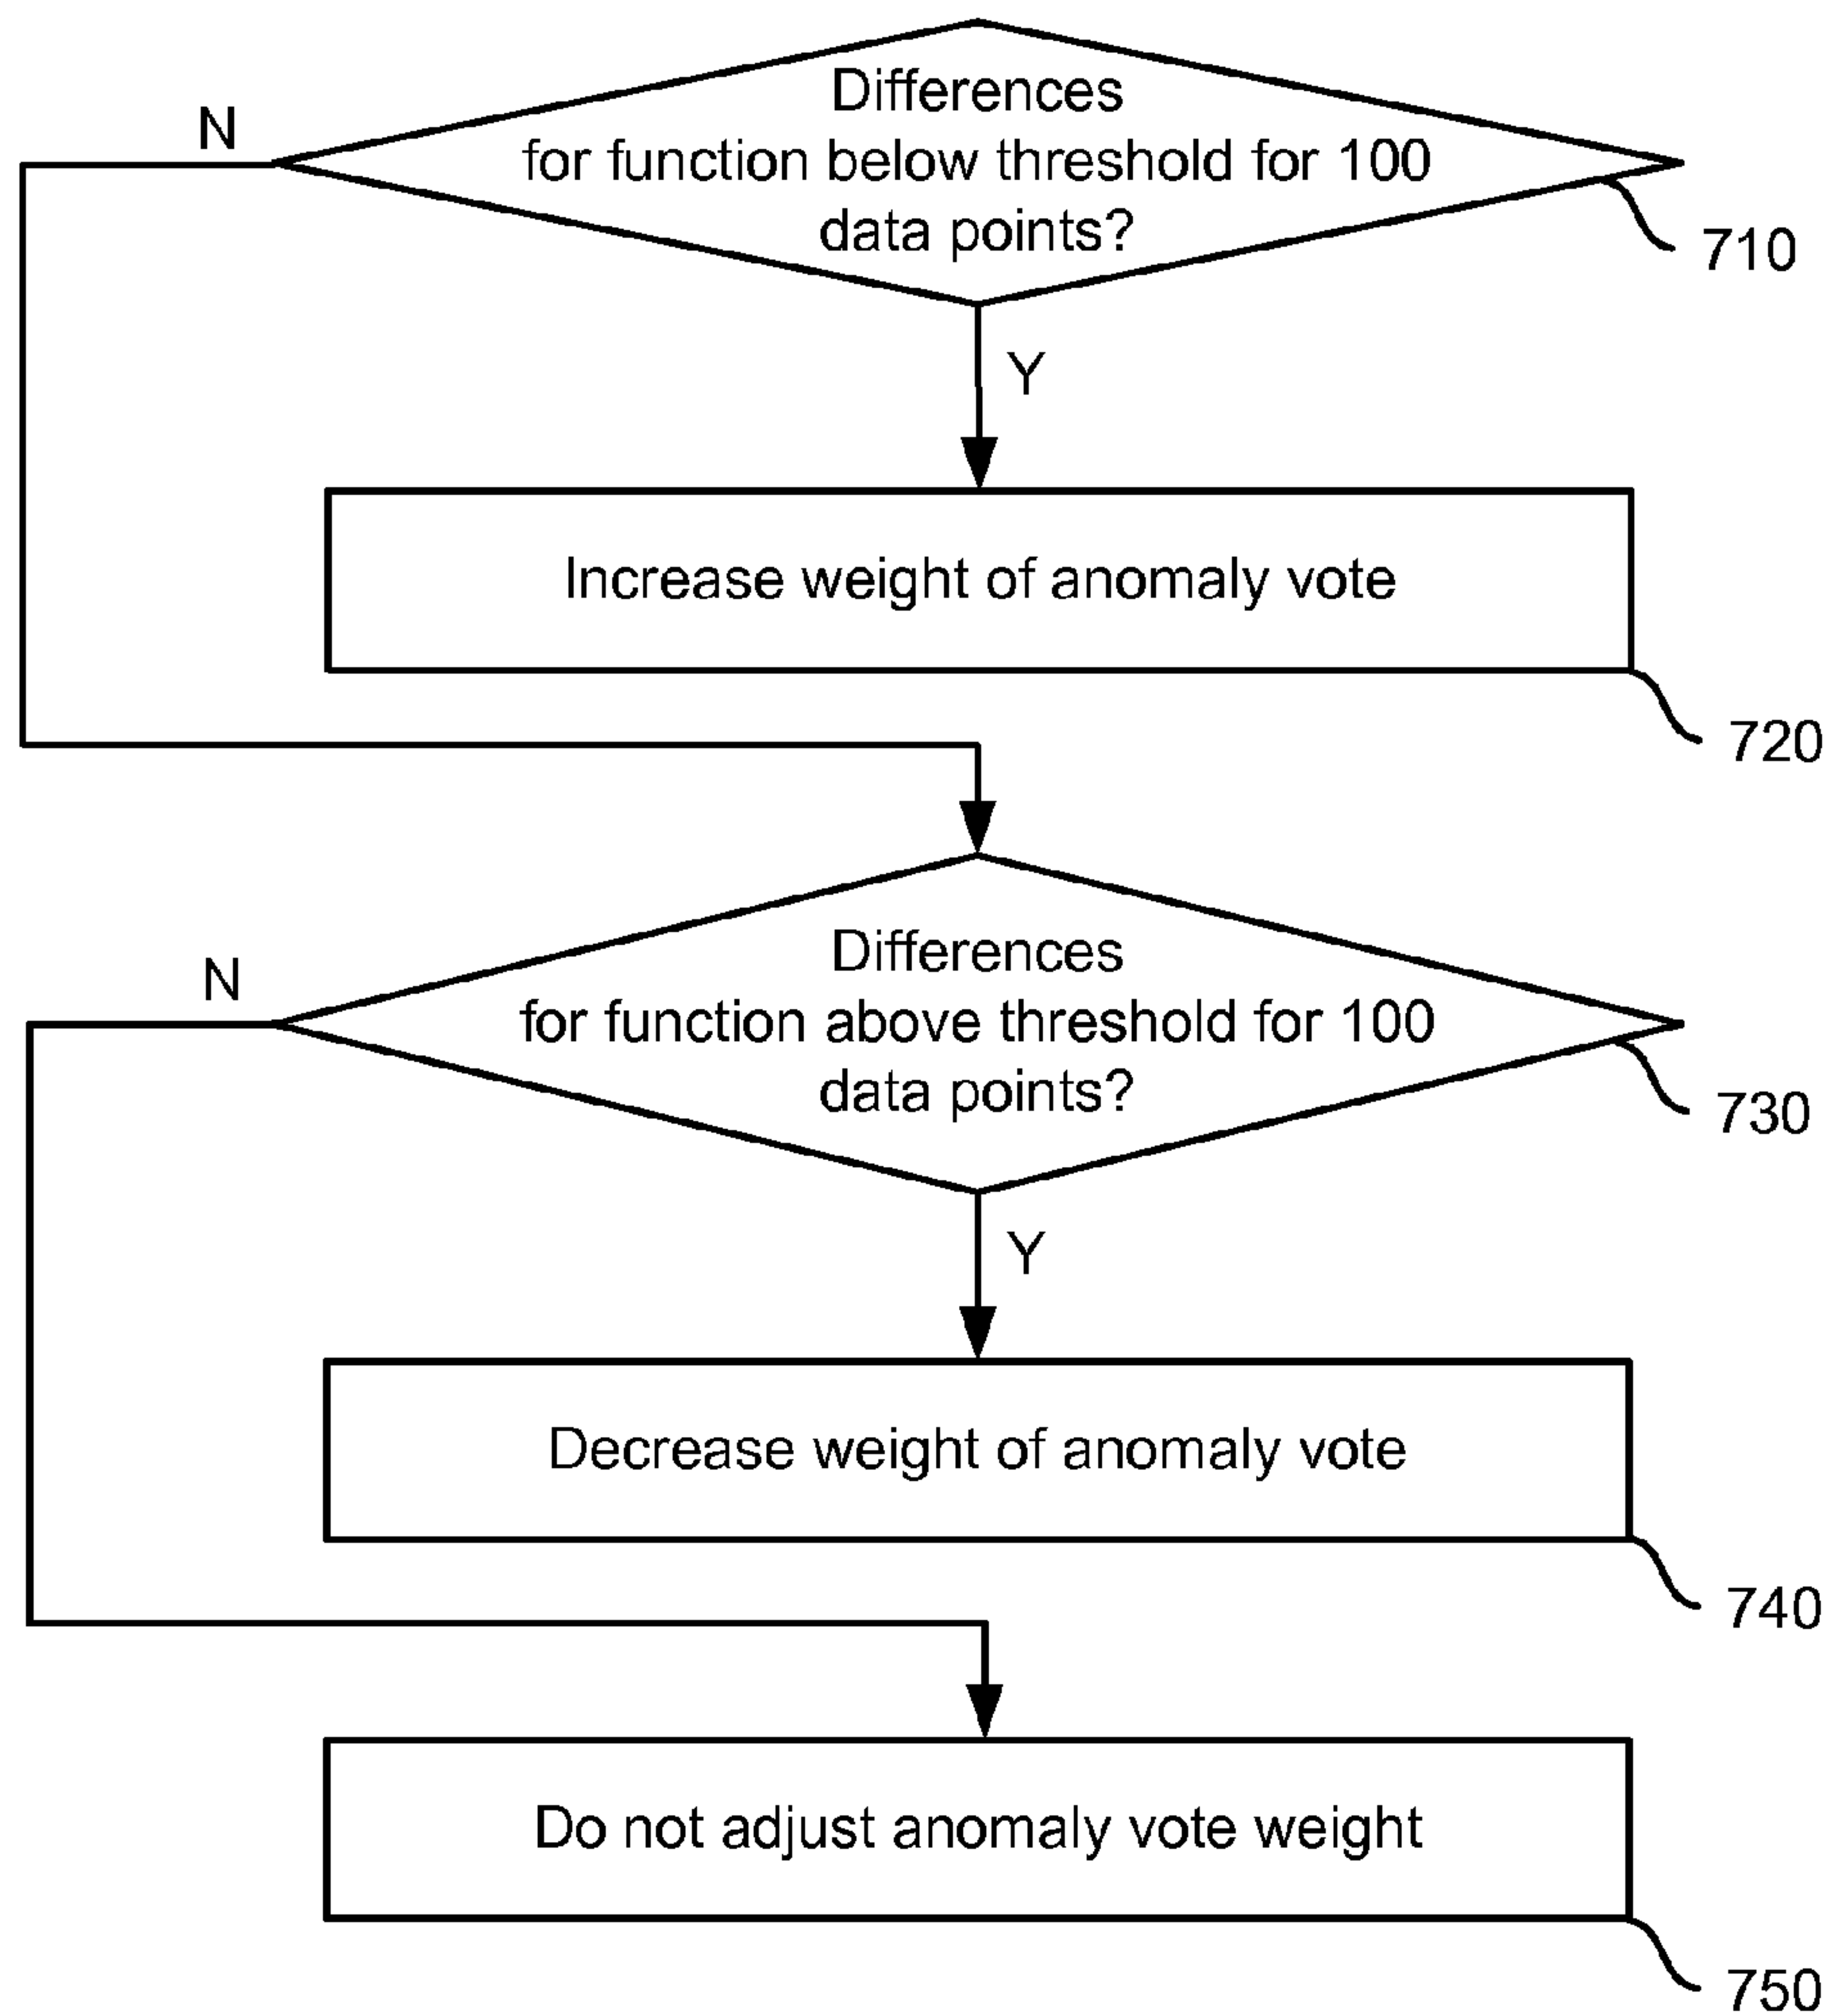 Differences
for function below threshold for 100
data points?
N
710
Y
Increase weight of anomaly vote
720
Differences
for function above threshold for 100
data points?
N
730
Y
Decrease weight of anomaly vote
740
Do not adjust anomaly vote weight
750